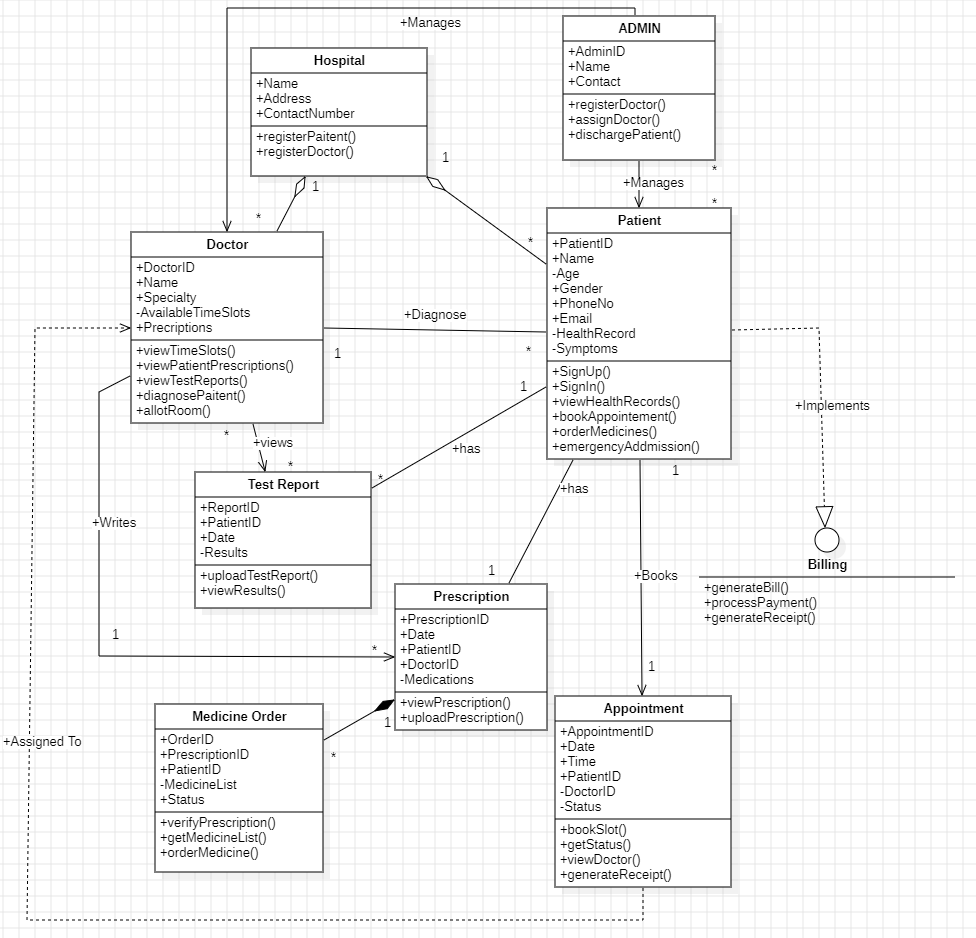 +Manages
ADMIN
+AdminID
+Name
+Contact
+registerDoctor()
+assignDoctor()
+dischargePatient()
Hospital
+Name
+Address
+ContactNumber
+registerPaitent()
+registerDoctor()
1
1
*
*
+Manages
*
*
Doctor
+DoctorID
+Name
+Specialty
-AvailableTimeSlots
+Precriptions
+viewTimeSlots()
+viewPatientPrescriptions()
+viewTestReports()
+diagnosePaitent()
+allotRoom()
Patient
+PatientID
+Name
-Age
+Gender
+PhoneNo
+Email
-HealthRecord
-Symptoms
+SignUp()
+SignIn()
+viewHealthRecords()
+bookAppointement()
+orderMedicines()
+emergencyAddmission()
+Diagnose
1
*
+Implements
1
+has
*
*
+views
*
Test Report
+ReportID
+PatientID
+Date
-Results
+uploadTestReport()
+viewResults()
+has
1
1
+Books
1
+Writes
1
*
Billing
+generateBill()
+processPayment()
+generateReceipt()
Prescription
+PrescriptionID
+Date
+PatientID
+DoctorID
-Medications
+viewPrescription()
+uploadPrescription()
1
*
Medicine Order
+OrderID
+PrescriptionID
+PatientID
-MedicineList
+Status
+verifyPrescription()
+getMedicineList()
+orderMedicine()
+Assigned To
Appointment
+AppointmentID
+Date
+Time
+PatientID
-DoctorID
-Status
+bookSlot()
+getStatus()
+viewDoctor()
+generateReceipt()